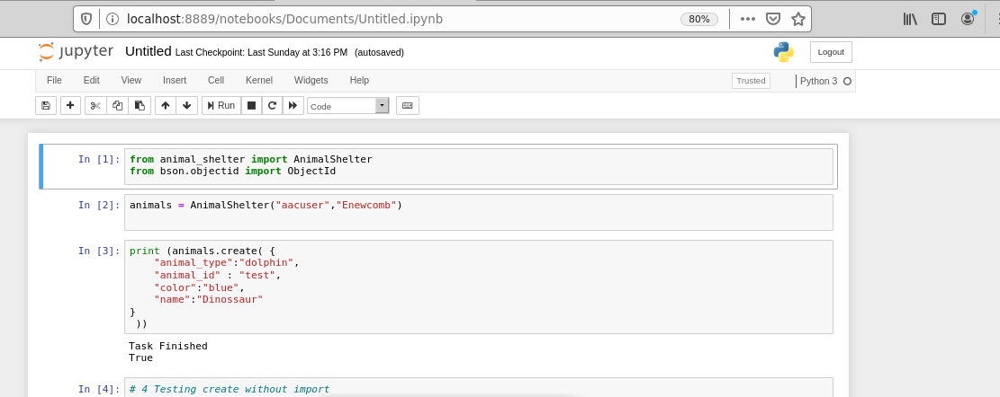 localhost:8889/notebooks/Documents/Untitled.ipynb 80%
jupyter Untitled Last Checkpoint: Last Sunday at 3:16 PM (autosaved) Logout
File Edit View Insert Cell Kernel Widgets Help Trusted Python 3
Run Code
In [1]: from animal_shelter import AnimalShelter
from bson.objectid import ObjectId
In [2]: animals = AnimalShelter("aacuser","Enewcomb")
In [3]: print (animals.create( {
"animal_type":"dolphin",
"animal_id" : "test",
"color":"blue",
"name":"Dinossaur"
}
))
Task Finished
True
In [4]: # 4 Testing create without import